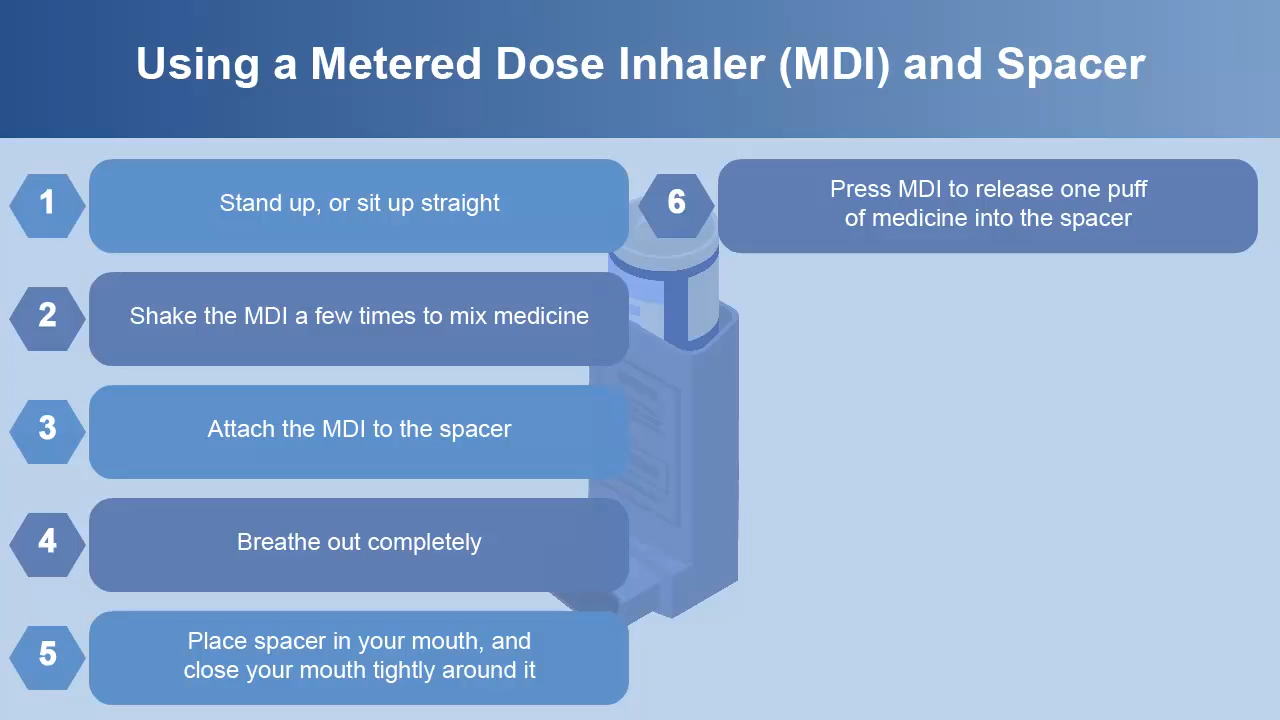 Using a Metered Dose Inhaler (MDI) and Spacer
1
Stand up, or sit up straight
2
Shake the MDI a few times to mix medicine
3
Attach the MDI to the spacer
4
Breathe out completely
5
Place spacer in your mouth, and
close your mouth tightly around it
6
Press MDI to release one puff
of medicine into the spacer